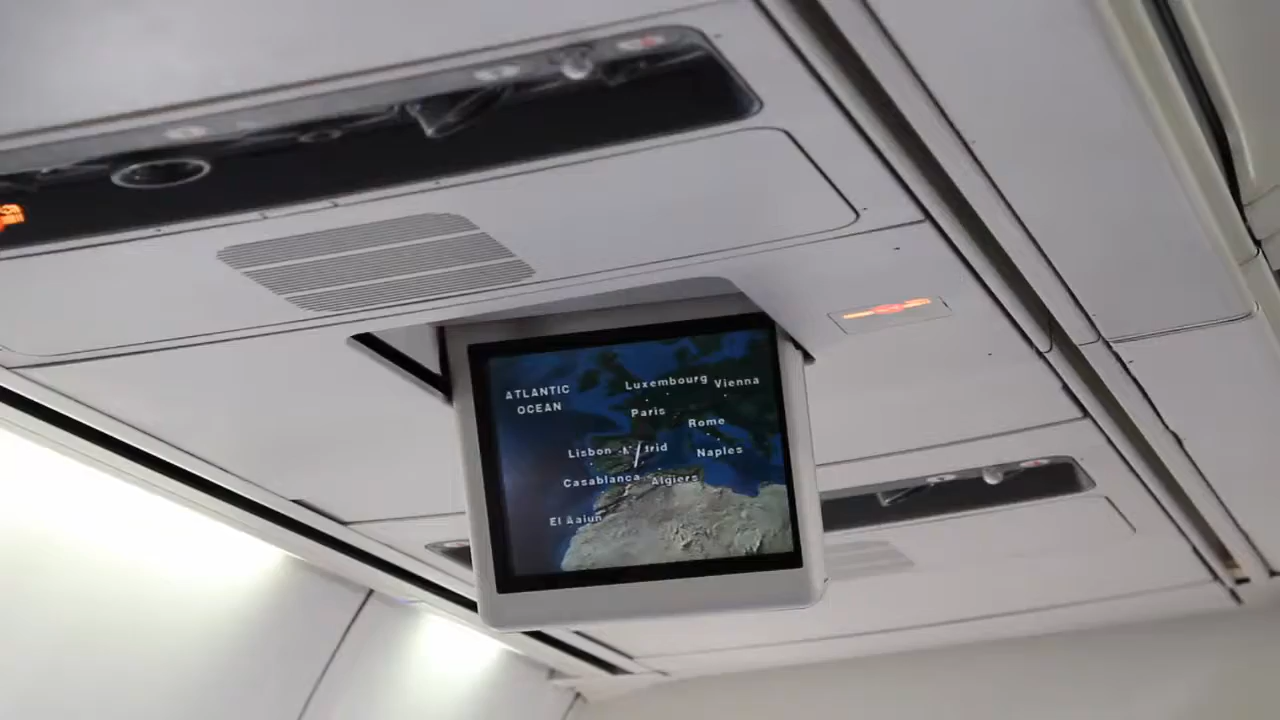 ATLANTIC
OCEAN
Luxembourg
Vienna
Paris
Rome
Lisbon
Naples
Casablanca
Algiers
El Aaiun